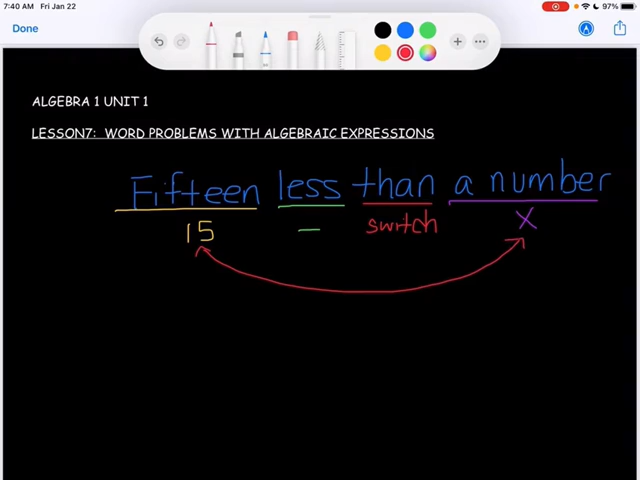 7:40 AM Fri Jan 22
97%
Done
ALGEBRA 1 UNIT 1
LESSON7: WORD PROBLEMS WITH ALGEBRAIC EXPRESSIONS
Fifteen less than a number
15 — switch X